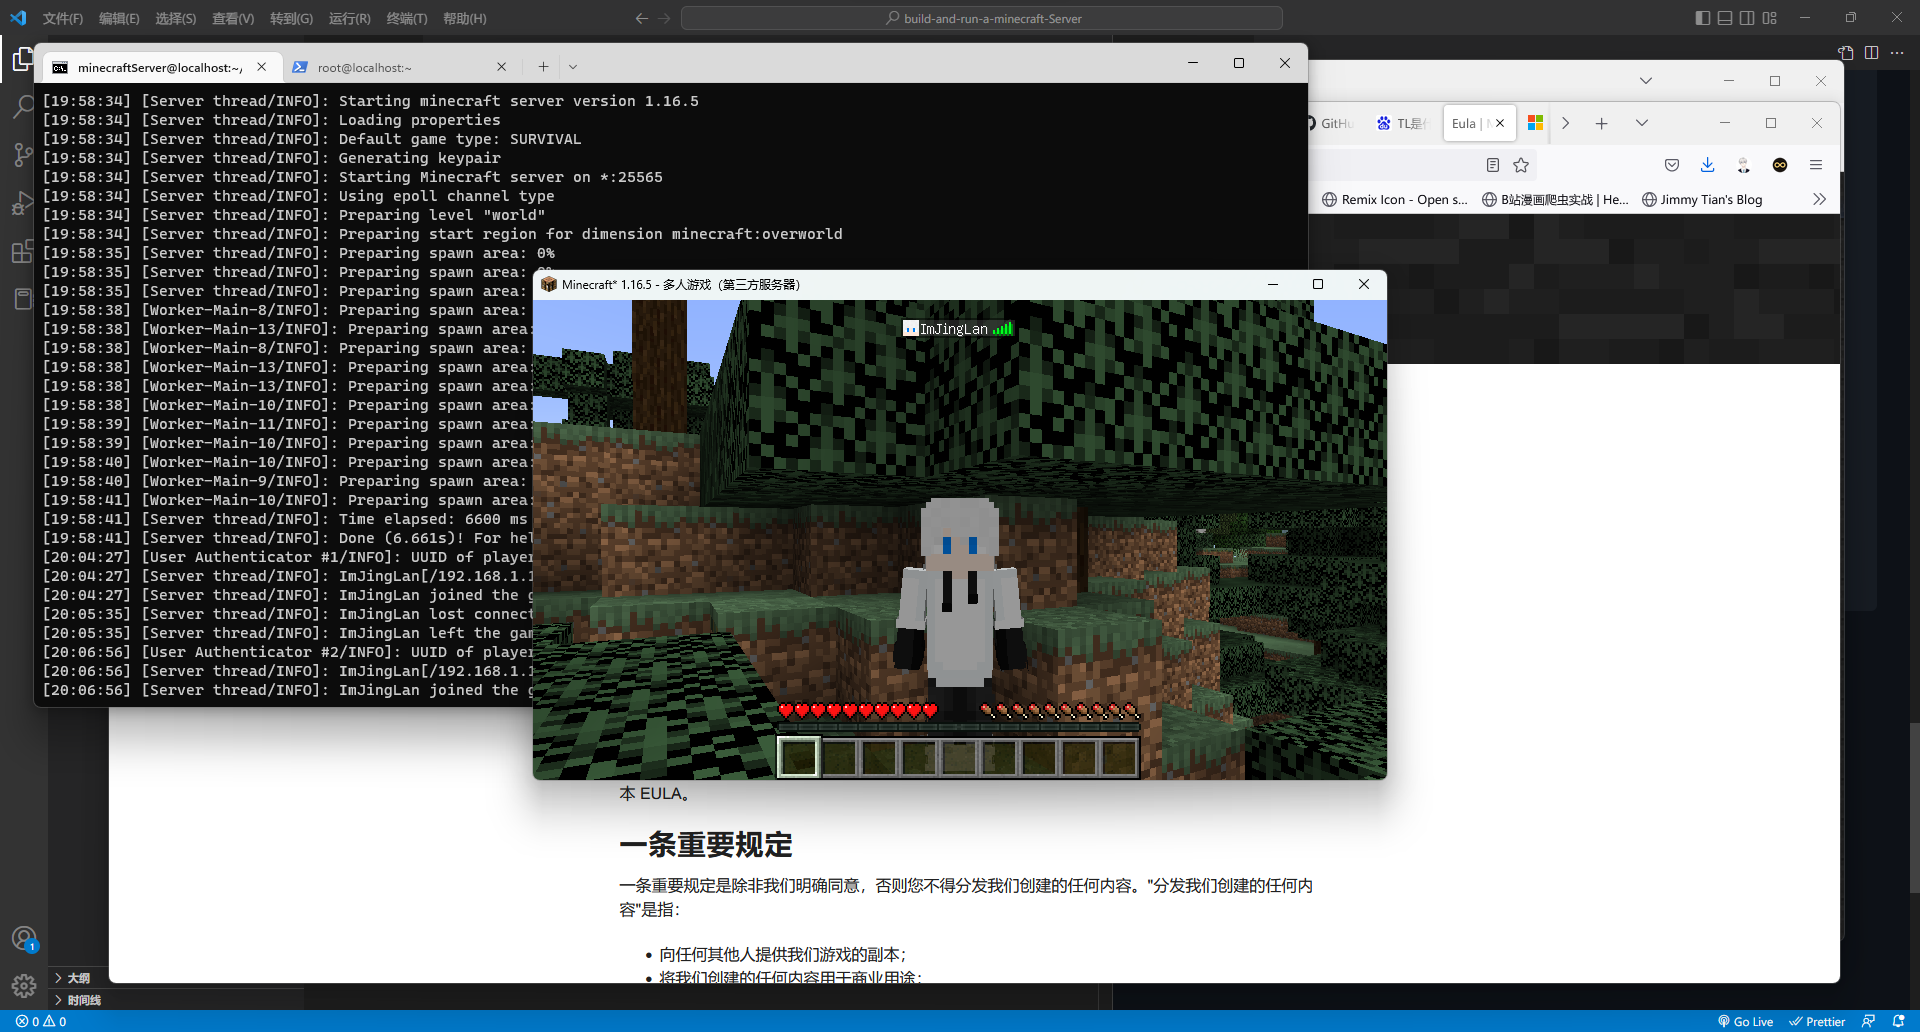 文件(F) 编辑(E) 选择(S) 查看(V) 转到(G) 运行(R) 终端(T) 帮助(H)
build-and-run-a-minecraft-Server
minecraftServer@localhost:~/
root@localhost:~
[19:58:34] [Server thread/INFO]: Starting minecraft server version 1.16.5
[19:58:34] [Server thread/INFO]: Loading properties
[19:58:34] [Server thread/INFO]: Default game type: SURVIVAL
[19:58:34] [Server thread/INFO]: Generating keypair
[19:58:34] [Server thread/INFO]: Starting Minecraft server on *:25565
[19:58:34] [Server thread/INFO]: Using epoll channel type
[19:58:34] [Server thread/INFO]: Preparing level "world"
[19:58:34] [Server thread/INFO]: Preparing start region for dimension minecraft:overworld
[19:58:35] [Server thread/INFO]: Preparing spawn area: 0%
[19:58:35] [Server thread/INFO]: Preparing spawn area:
[19:58:35] [Server thread/INFO]: Preparing spawn area:
[19:58:38] [Worker-Main-8/INFO]: Preparing spawn area:
[19:58:38] [Worker-Main-13/INFO]: Preparing spawn area:
[19:58:38] [Worker-Main-8/INFO]: Preparing spawn area:
[19:58:38] [Worker-Main-13/INFO]: Preparing spawn area:
[19:58:38] [Worker-Main-13/INFO]: Preparing spawn area:
[19:58:38] [Worker-Main-10/INFO]: Preparing spawn area:
[19:58:39] [Worker-Main-11/INFO]: Preparing spawn area:
[19:58:39] [Worker-Main-10/INFO]: Preparing spawn area:
[19:58:40] [Worker-Main-10/INFO]: Preparing spawn area:
[19:58:40] [Worker-Main-9/INFO]: Preparing spawn area:
[19:58:41] [Worker-Main-10/INFO]: Preparing spawn area:
[19:58:41] [Server thread/INFO]: Time elapsed: 6600 ms
[19:58:41] [Server thread/INFO]: Done (6.661s)! For hel
[20:04:27] [User Authenticator #1/INFO]: UUID of player
[20:04:27] [Server thread/INFO]: ImJingLan[/192.168.1.1
[20:04:27] [Server thread/INFO]: ImJingLan joined the g
[20:05:35] [Server thread/INFO]: ImJingLan lost connect
[20:05:35] [Server thread/INFO]: ImJingLan left the gam
[20:06:56] [User Authenticator #2/INFO]: UUID of player
[20:06:56] [Server thread/INFO]: ImJingLan[/192.168.1.1
[20:06:56] [Server thread/INFO]: ImJingLan joined the g
GitHu TL是什 Eula | M
Remix Icon - Open s... B站漫画爬虫实战 | He... Jimmy Tian's Blog
Minecraft* 1.16.5 - 多人游戏（第三方服务器）
ImJingLan
本 EULA。
一条重要规定
一条重要规定是除非我们明确同意，否则您不得分发我们创建的任何内容。"分发我们创建的任何内
容"是指：
• 向任何其他人提供我们游戏的副本；
• 将我们创建的任何内容用于商业用途；
1
大纲
时间线
0 0
Go Live Prettier